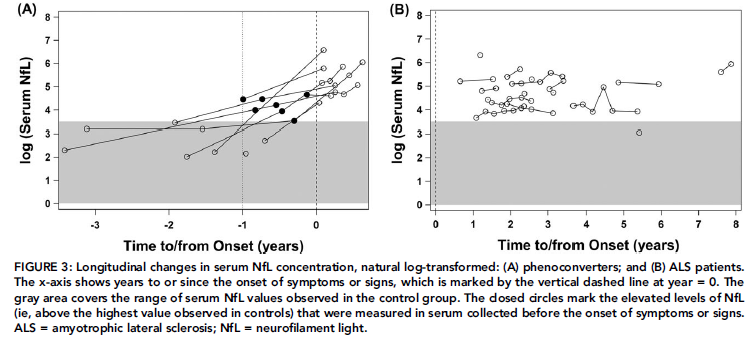 (A)
(B)
8
7
6
5
4
3
2
1
0
log (Serum NfL)
-3
-2
-1
0
Time to/from Onset (years)
8
7
6
5
4
3
2
1
0
log (Serum NfL)
0
1
2
3
4
5
6
7
8
Time to/from Onset (years)
FIGURE 3: Longitudinal changes in serum NfL concentration, natural log-transformed: (A) phenoconverters; and (B) ALS patients.
The x-axis shows years to or since the onset of symptoms or signs, which is marked by the vertical dashed line at year = 0. The
gray area covers the range of serum NfL values observed in the control group. The closed circles mark the elevated levels of NfL
(ie, above the highest value observed in controls) that were measured in serum collected before the onset of symptoms or signs.
ALS = amyotrophic lateral sclerosis; NfL = neurofilament light.